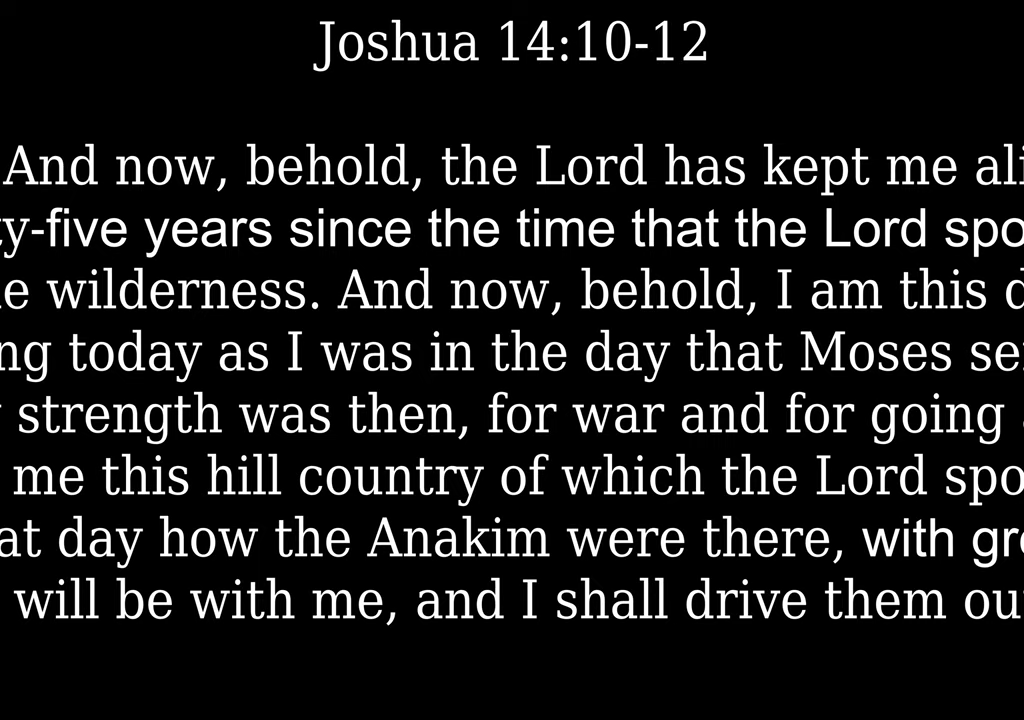 Joshua 14:10-12
And now, behold, the Lord has kept me ali
ty-five years since the time that the Lord spo
e wilderness. And now, behold, I am this d
ng today as I was in the day that Moses se
strength was then, for war and for going
me this hill country of which the Lord spo
at day how the Anakim were there, with gre
will be with me, and I shall drive them ou